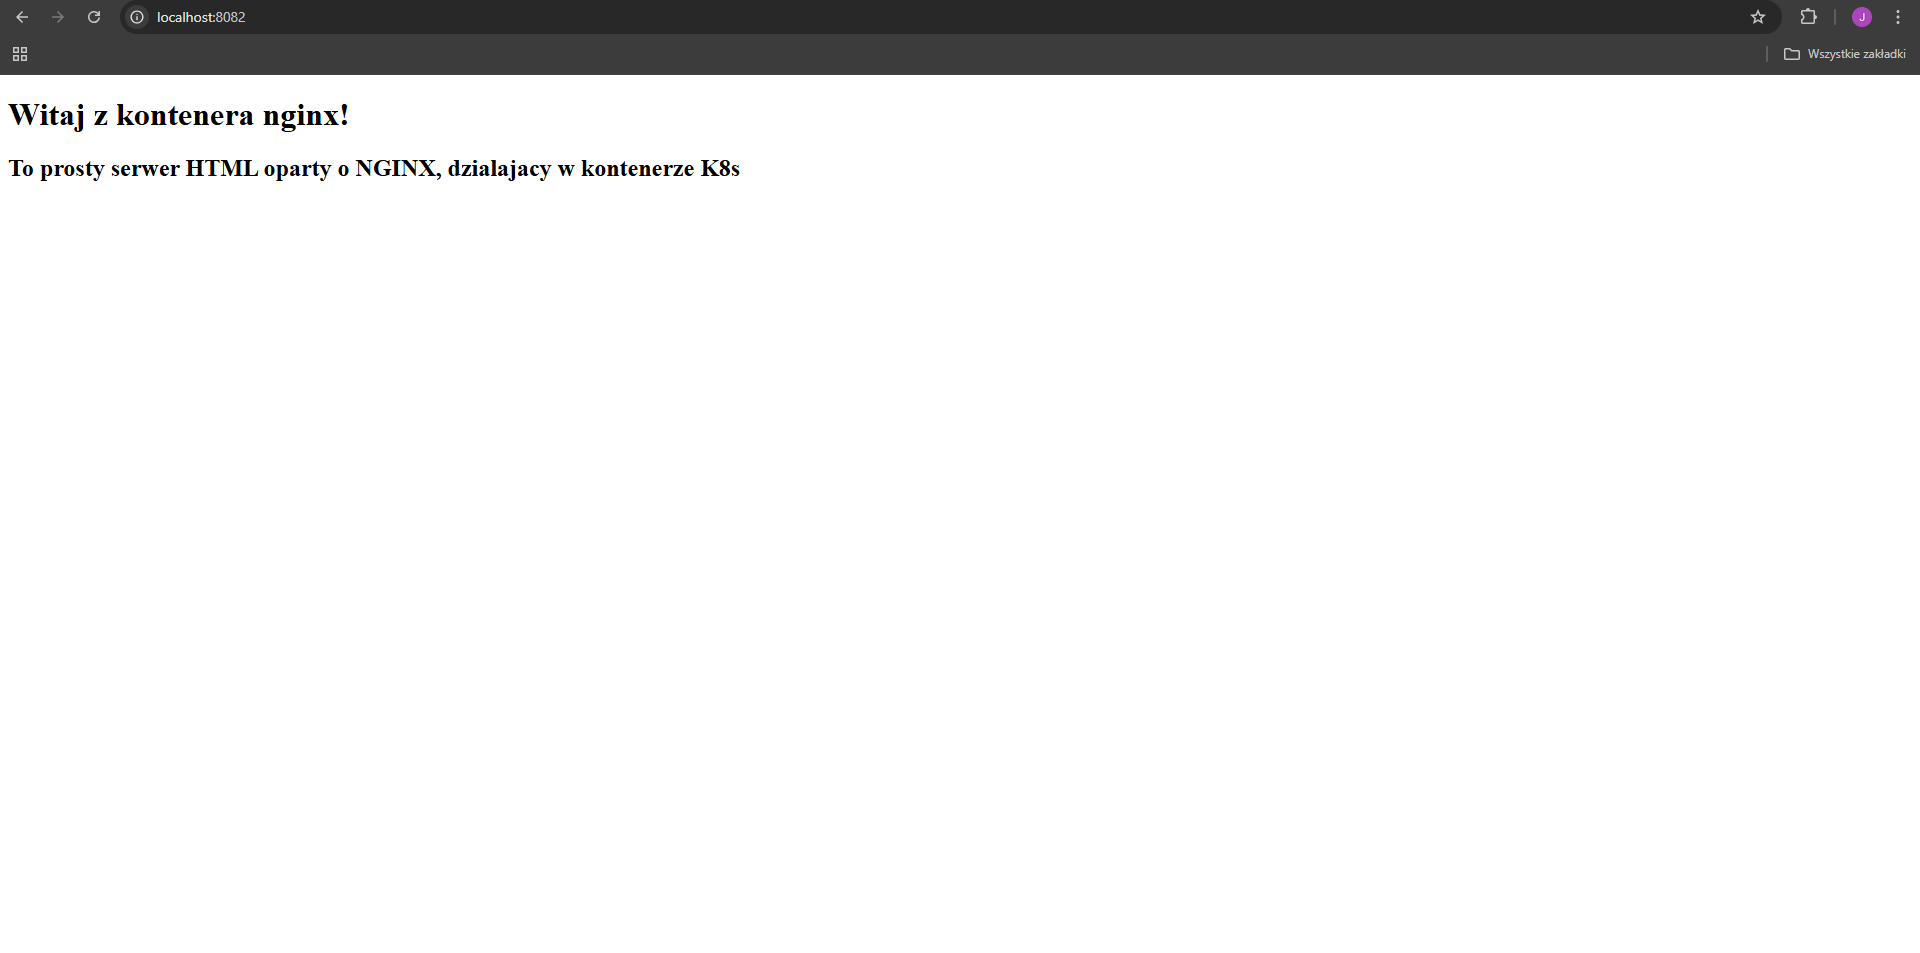 localhost:8082
J
Wszystkie zakładki
Witaj z kontenera nginx!
To prosty serwer HTML oparty o NGINX, dzialajacy w kontenerze K8s